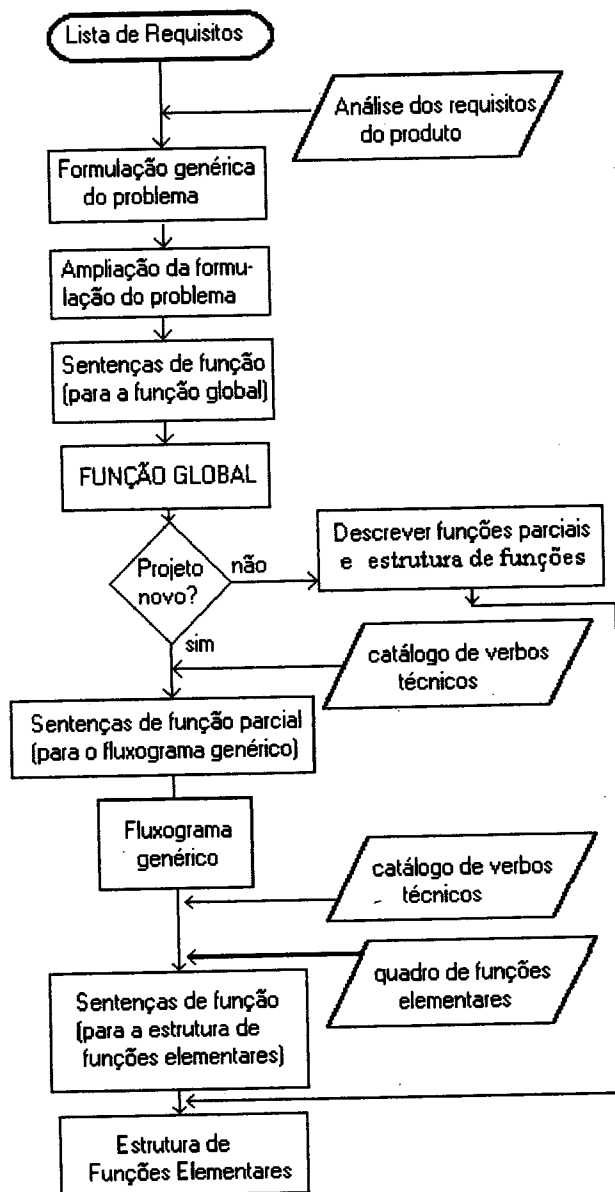 Lista de Requisitos
Análise dos requisitos
do produto
Formulação genérica
do problema
Ampliação da formu-
lação do problema
Sentenças de função
(para a função global)
FUNÇÃO GLOBAL
Projeto
novo?
não
Descrever funções parciais
e estrutura de funções
sim
catálogo de verbos
técnicos
Sentenças de função parcial
(para o fluxograma genérico)
Fluxograma
genérico
catálogo de verbos
técnicos
quadro de funções
elementares
Sentenças de função
(para a estrutura de
funções elementares)
Estrutura de
Funções Elementares